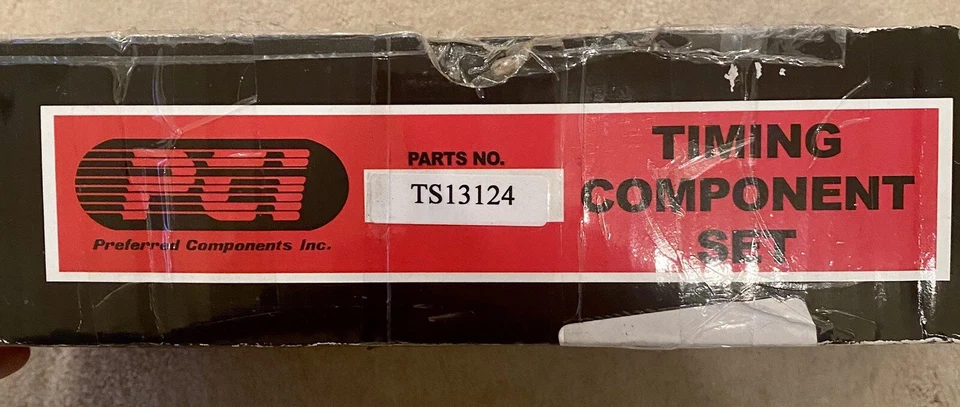 PCI
Preferred Components Inc.
PARTS NO.
TS13124
TIMING
COMPONENT
SET